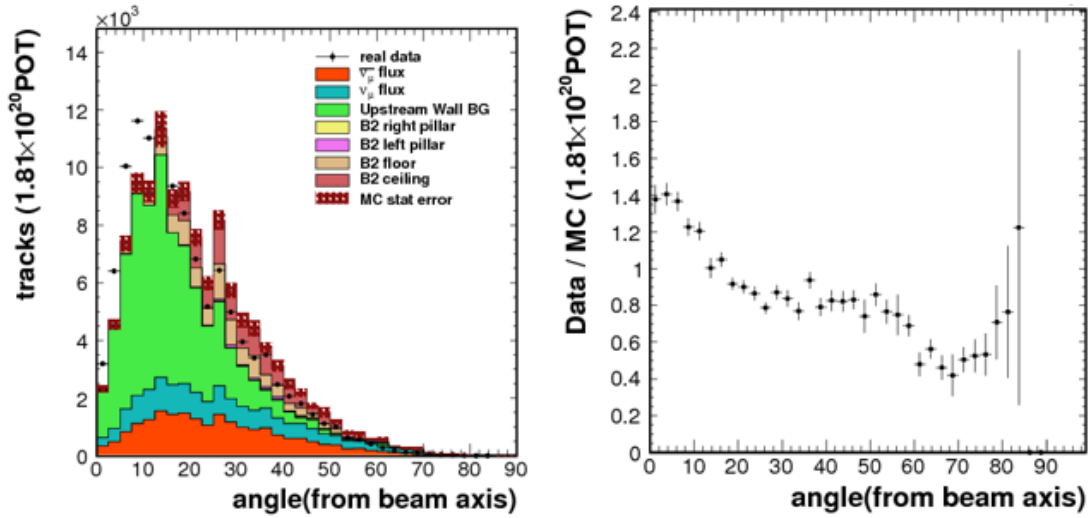 ×10³
14
12
10
8
6
4
2
0
tracks (1.81×10²⁰POT)
real data
ν̅μ flux
νμ flux
Upstream Wall BG
B2 right pillar
B2 left pillar
B2 floor
B2 ceiling
MC stat error
0 10 20 30 40 50 60 70 80 90
angle(from beam axis)
2.4
2.2
2
1.8
1.6
1.4
1.2
1
0.8
0.6
0.4
0.2
0
Data / MC (1.81×10²⁰POT)
0 10 20 30 40 50 60 70 80 90
angle(from beam axis)